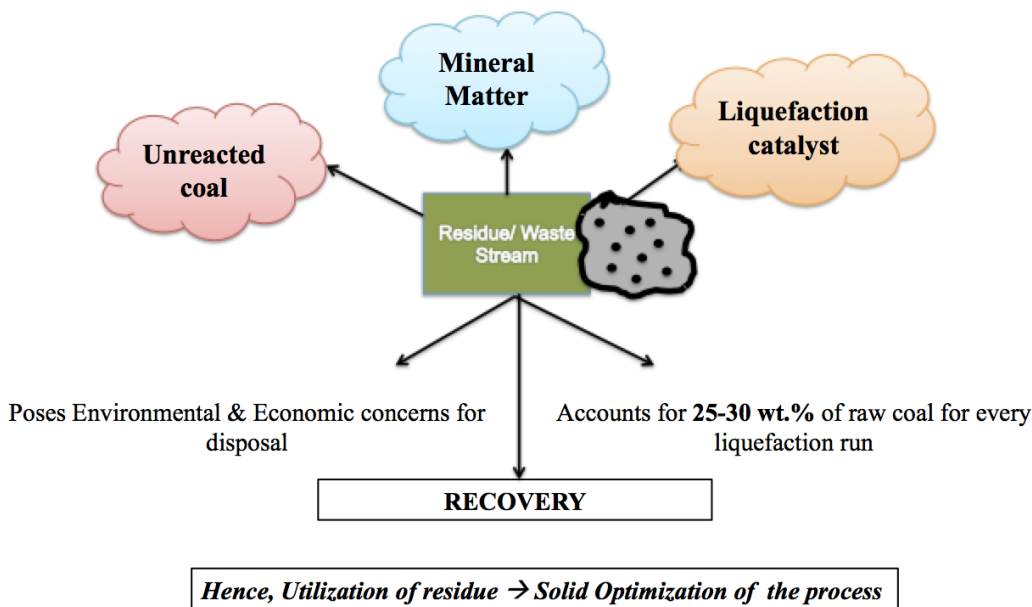 Mineral
Matter
Liquefaction
catalyst
Unreacted
coal
Residue/ Waste
Stream
Poses Environmental & Economic concerns for
disposal
Accounts for 25-30 wt.% of raw coal for every
liquefaction run
RECOVERY
Hence, Utilization of residue → Solid Optimization of the process